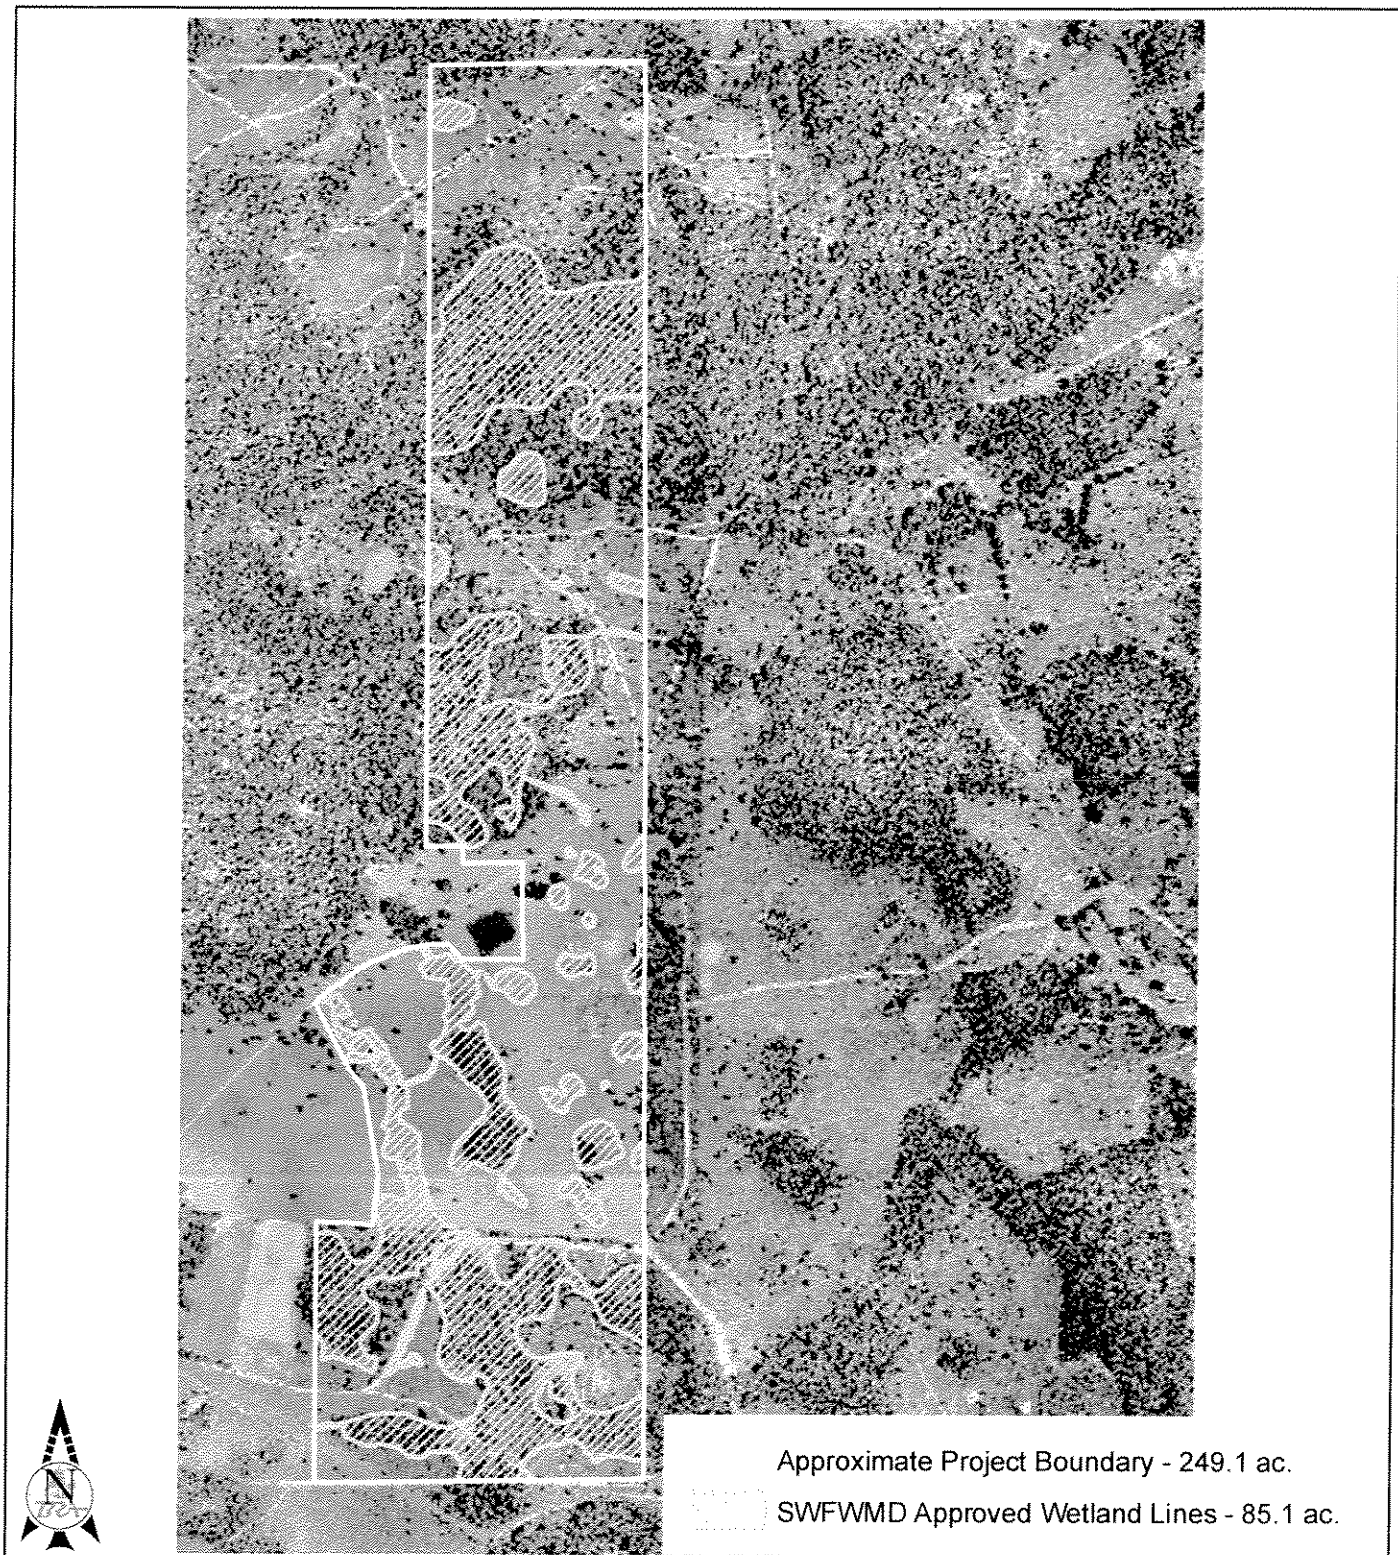 N
Approximate Project Boundary - 249.1 ac.
SWFWMD Approved Wetland Lines - 85.1 ac.